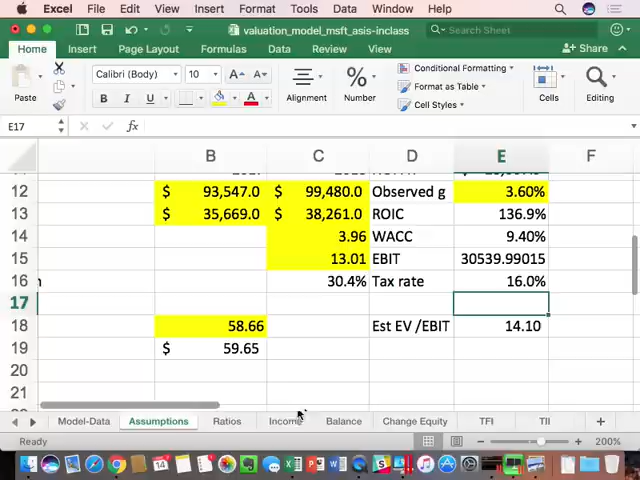 Excel File Edit View Insert Format Tools Data Window Help
valuation_model_msft_asis-inclass
Search Sheet
Home Insert Page Layout Formulas Data Review View
Share
Paste
Calibri (Body) 10
A A
B I U A
Alignment
% Number
Conditional Formatting
Format as Table
Cell Styles
Cells
Editing
E17 fx
B C D E F
12 $ 93,547.0 $ 99,480.0 Observed g 3.60%
13 $ 35,669.0 $ 38,261.0 ROIC 136.9%
14 3.96 WACC 9.40%
15 13.01 EBIT 30539.99015
16 30.4% Tax rate 16.0%
17
18 58.66 Est EV /EBIT 14.10
19 $ 59.65
20
21
Model-Data Assumptions Ratios Income Balance Change Equity TFI TII +
Ready
200%